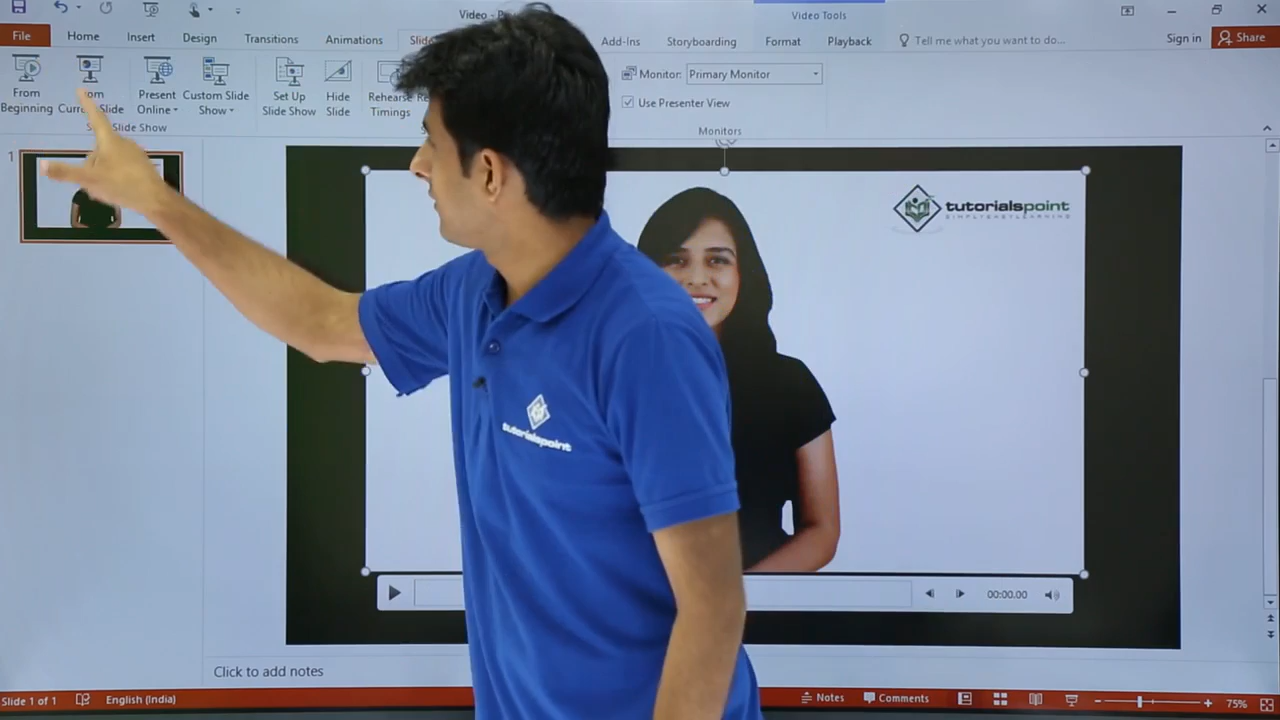 Video - P
Video Tools
File Home Insert Design Transitions Animations Slid Add-Ins Storyboarding Format Playback Tell me what you want to do... Sign in Share
From Beginning
Current Slide
Present Online
Custom Slide Show
Set Up Slide Show
Hide Slide
Rehearse Timings
Monitor: Primary Monitor
Use Presenter View
Slide Show
Monitors
1
tutorialspoint
SIMPLYEASYLEARNING
tutorialspoint
00:00.00
Click to add notes
Slide 1 of 1 English (India) Notes Comments 75%